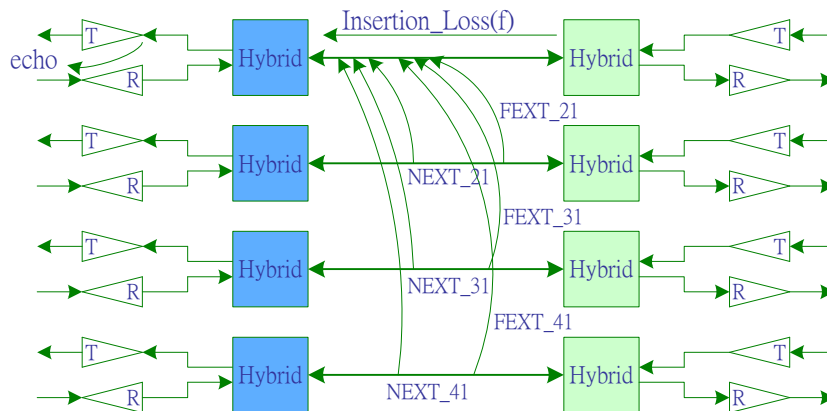 T
Insertion_Loss(f)
T
echo
Hybrid
Hybrid
R
R
FEXT_21
T
Hybrid
Hybrid
T
NEXT_21
R
R
FEXT_31
T
Hybrid
Hybrid
T
NEXT_31
R
R
FEXT_41
T
Hybrid
Hybrid
T
NEXT_41
R
R